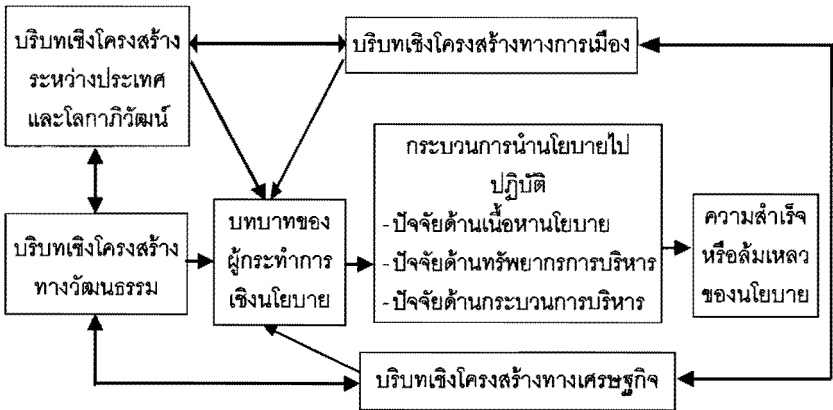 บริบทเชิงโครงสร้าง
ระหว่างประเทศ
และโลกาภิวัฒน์
บริบทเชิงโครงสร้างทางการเมือง
กระบวนการนำนโยบายไป
ปฏิบัติ
-ปัจจัยด้านเนื้อหานโยบาย
-ปัจจัยด้านทรัพยากรการบริหาร
-ปัจจัยด้านกระบวนการบริหาร
บริบทเชิงโครงสร้าง
ทางวัฒนธรรม
บทบาทของ
ผู้กระทำการ
เชิงนโยบาย
ความสำเร็จ
หรือล้มเหลว
ของนโยบาย
บริบทเชิงโครงสร้างทางเศรษฐกิจ